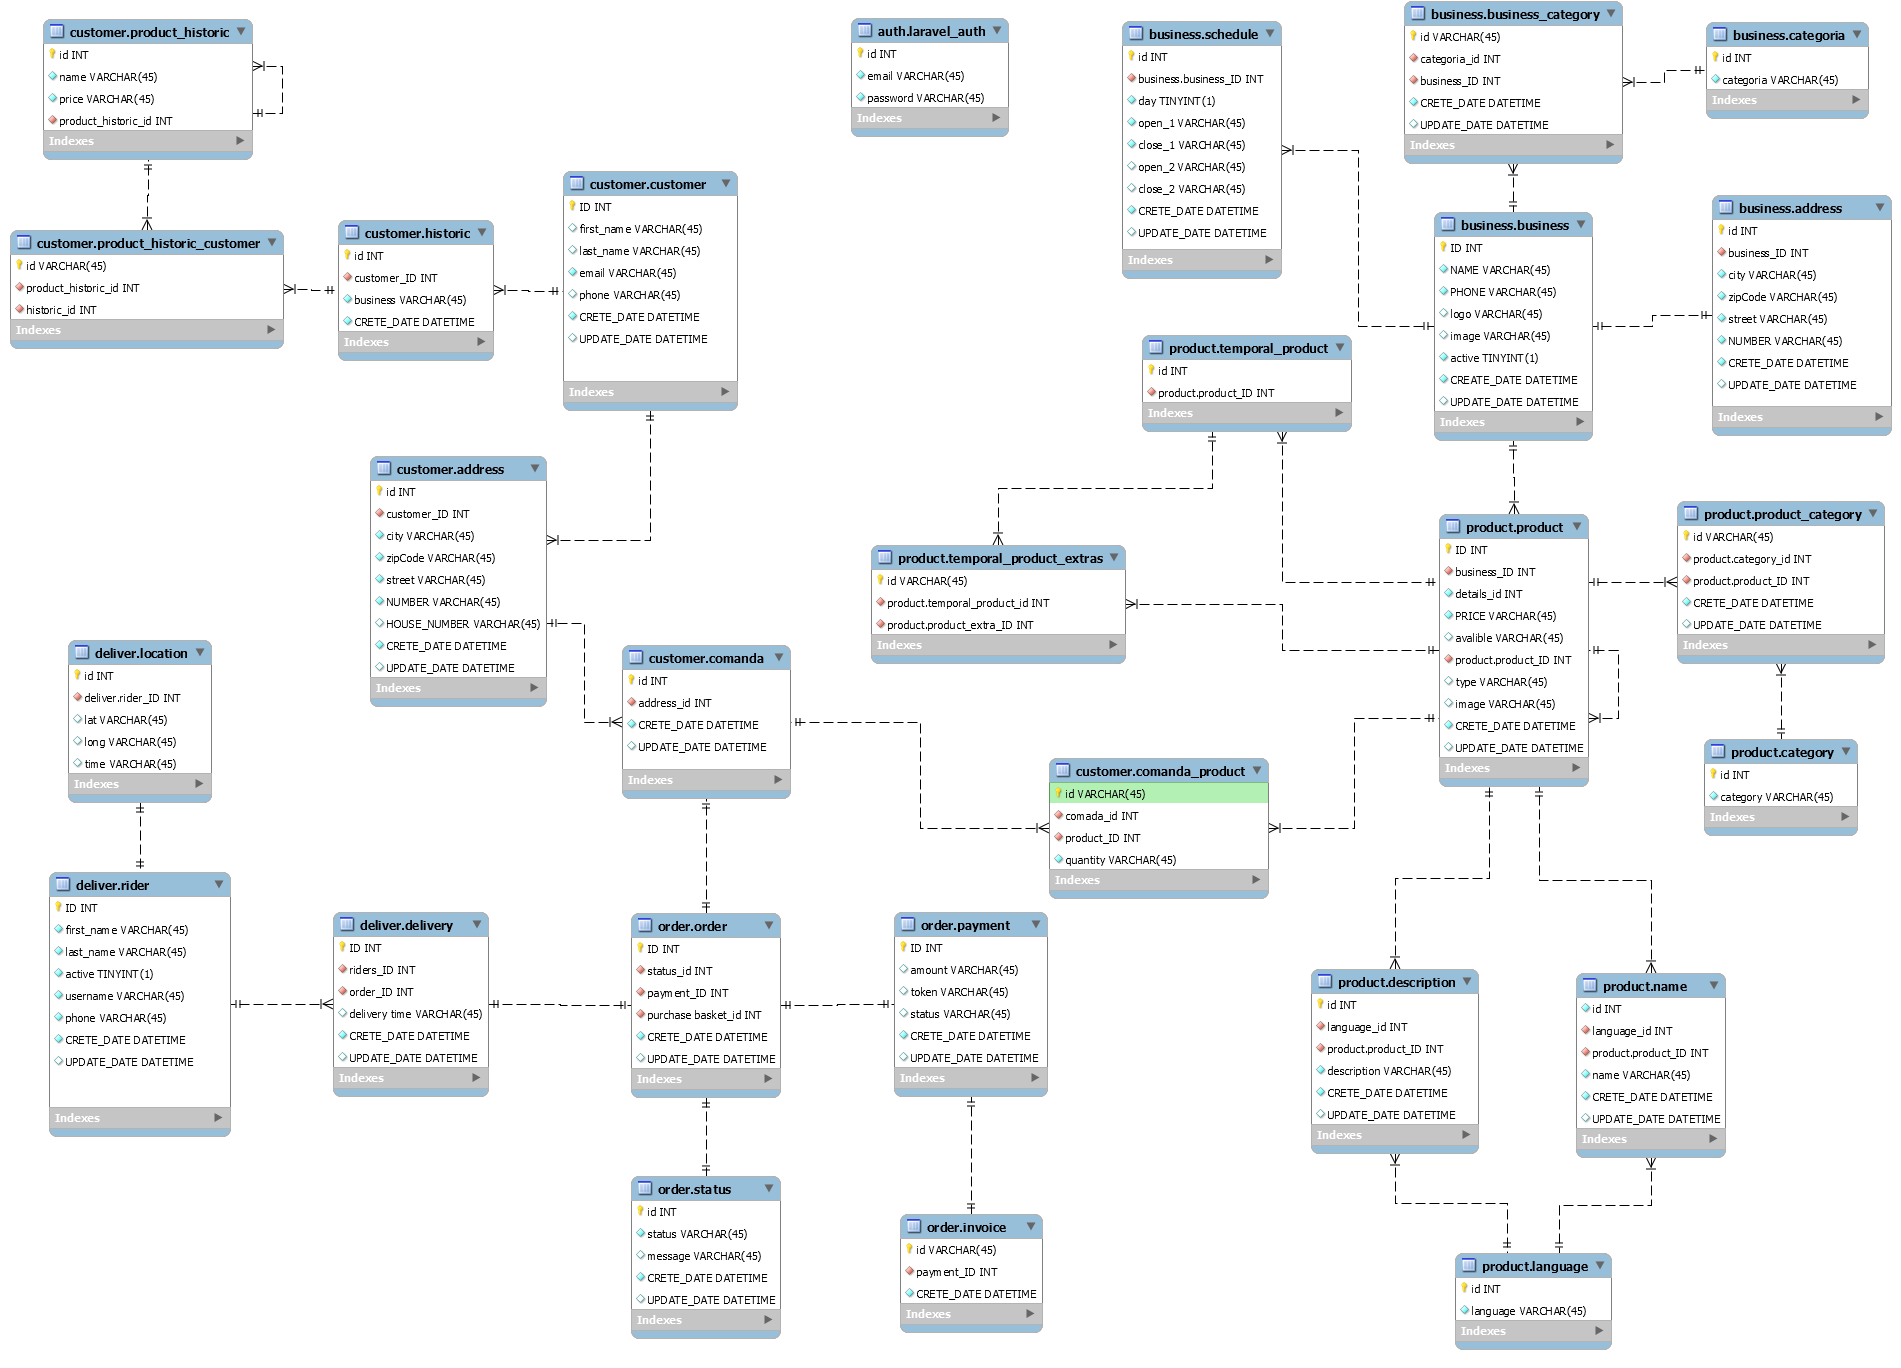 customer.product_historic
id INT
name VARCHAR(45)
price VARCHAR(45)
product_historic_id INT
Indexes
auth.laravel_auth
id INT
email VARCHAR(45)
password VARCHAR(45)
Indexes
business.schedule
id INT
business.business_ID INT
day TINYINT(1)
open_1 VARCHAR(45)
close_1 VARCHAR(45)
open_2 VARCHAR(45)
close_2 VARCHAR(45)
CRETE_DATE DATETIME
UPDATE_DATE DATETIME
Indexes
business.business_category
id VARCHAR(45)
categoria_id INT
business_ID INT
CRETE_DATE DATETIME
UPDATE_DATE DATETIME
Indexes
business.categoria
id INT
categoria VARCHAR(45)
Indexes
customer.product_historic_customer
id VARCHAR(45)
product_historic_id INT
historic_id INT
Indexes
customer.historic
id INT
customer_ID INT
business VARCHAR(45)
CRETE_DATE DATETIME
Indexes
customer.customer
ID INT
first_name VARCHAR(45)
last_name VARCHAR(45)
email VARCHAR(45)
phone VARCHAR(45)
CRETE_DATE DATETIME
UPDATE_DATE DATETIME
Indexes
business.business
ID INT
NAME VARCHAR(45)
PHONE VARCHAR(45)
logo VARCHAR(45)
image VARCHAR(45)
active TINYINT(1)
CREATE_DATE DATETIME
UPDATE_DATE DATETIME
Indexes
business.address
id INT
business_ID INT
city VARCHAR(45)
zipCode VARCHAR(45)
street VARCHAR(45)
NUMBER VARCHAR(45)
CRETE_DATE DATETIME
UPDATE_DATE DATETIME
Indexes
product.temporal_product
id INT
product.product_ID INT
Indexes
customer.address
id INT
customer_ID INT
city VARCHAR(45)
zipCode VARCHAR(45)
street VARCHAR(45)
NUMBER VARCHAR(45)
HOUSE_NUMBER VARCHAR(45)
CRETE_DATE DATETIME
UPDATE_DATE DATETIME
Indexes
product.temporal_product_extras
id VARCHAR(45)
product.temporal_product_id INT
product.product_extra_ID INT
Indexes
product.product
ID INT
business_ID INT
details_id INT
PRICE VARCHAR(45)
avalible VARCHAR(45)
product.product_ID INT
type VARCHAR(45)
image VARCHAR(45)
CRETE_DATE DATETIME
UPDATE_DATE DATETIME
Indexes
product.product_category
id VARCHAR(45)
product.category_id INT
product.product_ID INT
CRETE_DATE DATETIME
UPDATE_DATE DATETIME
Indexes
deliver.location
id INT
deliver.rider_ID INT
lat VARCHAR(45)
long VARCHAR(45)
time VARCHAR(45)
Indexes
customer.comanda
id INT
address_id INT
CRETE_DATE DATETIME
UPDATE_DATE DATETIME
Indexes
customer.comanda_product
id VARCHAR(45)
comada_id INT
product_ID INT
quantity VARCHAR(45)
Indexes
product.category
id INT
category VARCHAR(45)
Indexes
deliver.rider
ID INT
first_name VARCHAR(45)
last_name VARCHAR(45)
active TINYINT(1)
username VARCHAR(45)
phone VARCHAR(45)
CRETE_DATE DATETIME
UPDATE_DATE DATETIME
Indexes
deliver.delivery
ID INT
riders_ID INT
order_ID INT
delivery time VARCHAR(45)
CRETE_DATE DATETIME
UPDATE_DATE DATETIME
Indexes
order.order
ID INT
status_id INT
payment_ID INT
purchase basket_id INT
CRETE_DATE DATETIME
UPDATE_DATE DATETIME
Indexes
order.payment
ID INT
amount VARCHAR(45)
token VARCHAR(45)
status VARCHAR(45)
CRETE_DATE DATETIME
UPDATE_DATE DATETIME
Indexes
product.description
id INT
language_id INT
product.product_ID INT
description VARCHAR(45)
CRETE_DATE DATETIME
UPDATE_DATE DATETIME
Indexes
product.name
id INT
language_id INT
product.product_ID INT
name VARCHAR(45)
CRETE_DATE DATETIME
UPDATE_DATE DATETIME
Indexes
order.status
id INT
status VARCHAR(45)
message VARCHAR(45)
CRETE_DATE DATETIME
UPDATE_DATE DATETIME
Indexes
order.invoice
id VARCHAR(45)
payment_ID INT
CRETE_DATE DATETIME
Indexes
product.language
id INT
language VARCHAR(45)
Indexes